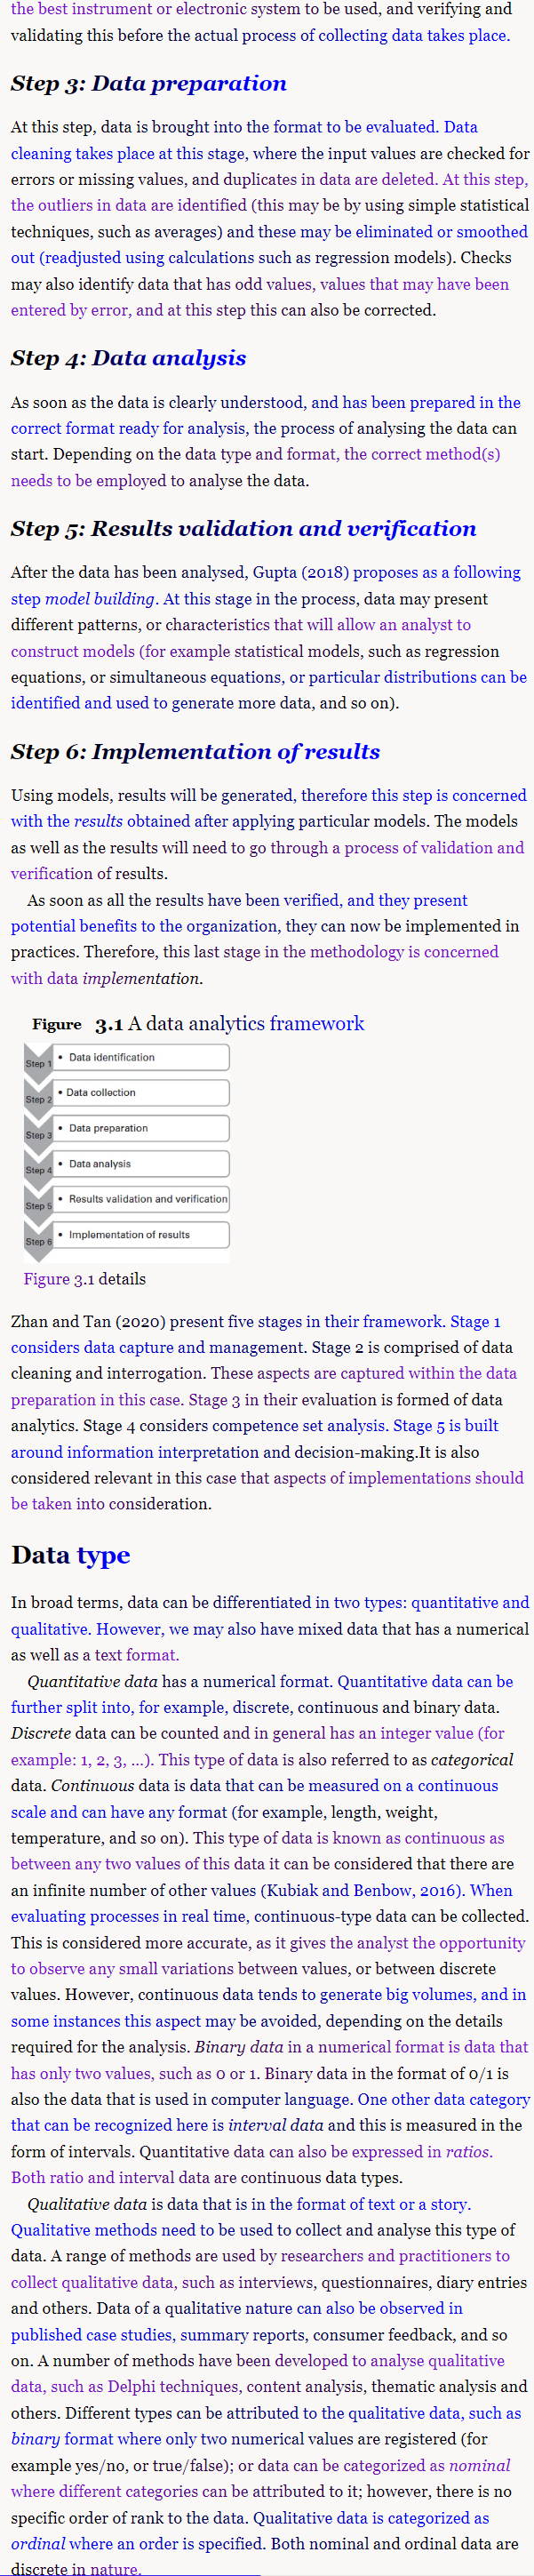 the best instrument or electronic system to be used, and verifying and
validating this before the actual process of collecting data takes place.
Step 3: Data preparation
At this step, data is brought into the format to be evaluated. Data
cleaning takes place at this stage, where the input values are checked for
errors or missing values, and duplicates in data are deleted. At this step,
the outliers in data are identified (this may be by using simple statistical
techniques, such as averages) and these may be eliminated or smoothed
out (readjusted using calculations such as regression models). Checks
may also identify data that has odd values, values that may have been
entered by error, and at this step this can also be corrected.
Step 4: Data analysis
As soon as the data is clearly understood, and has been prepared in the
correct format ready for analysis, the process of analysing the data can
start. Depending on the data type and format, the correct method(s)
needs to be employed to analyse the data.
Step 5: Results validation and verification
After the data has been analysed, Gupta (2018) proposes as a following
step model building. At this stage in the process, data may present
different patterns, or characteristics that will allow an analyst to
construct models (for example statistical models, such as regression
equations, or simultaneous equations, or particular distributions can be
identified and used to generate more data, and so on).
Step 6: Implementation of results
Using models, results will be generated, therefore this step is concerned
with the results obtained after applying particular models. The models
as well as the results will need to go through a process of validation and
verification of results.
As soon as all the results have been verified, and they present
potential benefits to the organization, they can now be implemented in
practices. Therefore, this last stage in the methodology is concerned
with data implementation.
Figure 3.1 A data analytics framework
Step 1 • Data identification
Step 2 • Data collection
Step 3 • Data preparation
Step 4 • Data analysis
Step 5 • Results validation and verification
Step 6 • Implementation of results
Figure 3.1 details
Zhan and Tan (2020) present five stages in their framework. Stage 1
considers data capture and management. Stage 2 is comprised of data
cleaning and interrogation. These aspects are captured within the data
preparation in this case. Stage 3 in their evaluation is formed of data
analytics. Stage 4 considers competence set analysis. Stage 5 is built
around information interpretation and decision-making.It is also
considered relevant in this case that aspects of implementations should
be taken into consideration.
Data type
In broad terms, data can be differentiated in two types: quantitative and
qualitative. However, we may also have mixed data that has a numerical
as well as a text format.
Quantitative data has a numerical format. Quantitative data can be
further split into, for example, discrete, continuous and binary data.
Discrete data can be counted and in general has an integer value (for
example: 1, 2, 3, ...). This type of data is also referred to as categorical
data. Continuous data is data that can be measured on a continuous
scale and can have any format (for example, length, weight,
temperature, and so on). This type of data is known as continuous as
between any two values of this data it can be considered that there are
an infinite number of other values (Kubiak and Benbow, 2016). When
evaluating processes in real time, continuous-type data can be collected.
This is considered more accurate, as it gives the analyst the opportunity
to observe any small variations between values, or between discrete
values. However, continuous data tends to generate big volumes, and in
some instances this aspect may be avoided, depending on the details
required for the analysis. Binary data in a numerical format is data that
has only two values, such as 0 or 1. Binary data in the format of 0/1 is
also the data that is used in computer language. One other data category
that can be recognized here is interval data and this is measured in the
form of intervals. Quantitative data can also be expressed in ratios.
Both ratio and interval data are continuous data types.
Qualitative data is data that is in the format of text or a story.
Qualitative methods need to be used to collect and analyse this type of
data. A range of methods are used by researchers and practitioners to
collect qualitative data, such as interviews, questionnaires, diary entries
and others. Data of a qualitative nature can also be observed in
published case studies, summary reports, consumer feedback, and so
on. A number of methods have been developed to analyse qualitative
data, such as Delphi techniques, content analysis, thematic analysis and
others. Different types can be attributed to the qualitative data, such as
binary format where only two numerical values are registered (for
example yes/no, or true/false); or data can be categorized as nominal
where different categories can be attributed to it; however, there is no
specific order of rank to the data. Qualitative data is categorized as
ordinal where an order is specified. Both nominal and ordinal data are
discrete in nature.